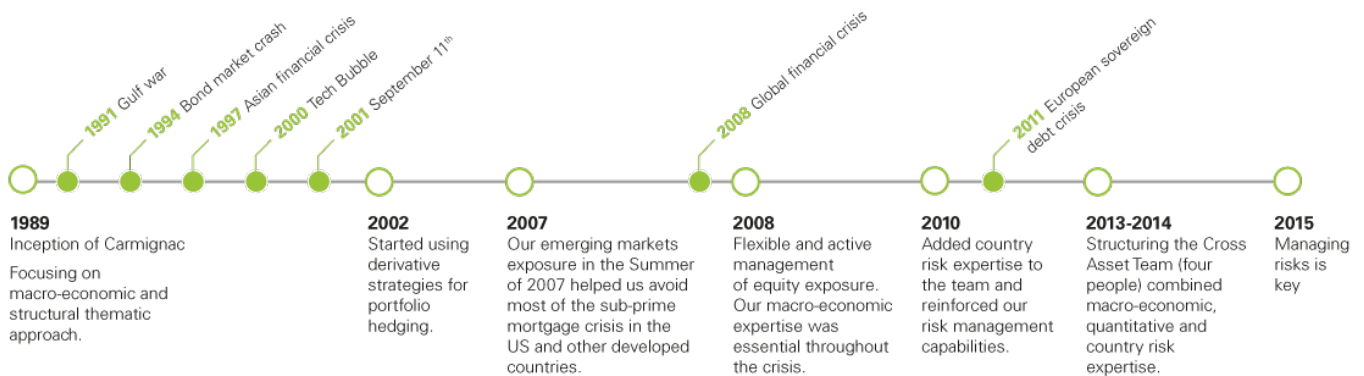 1991 Gulf war
1994 Bond market crash
1997 Asian financial crisis
2000 Tech Bubble
2001 September 11th
2008 Global financial crisis
2011 European sovereign
debt crisis
1989
Inception of Carmignac
Focusing on
macro-economic and
structural thematic
approach.
2002
Started using
derivative
strategies for
portfolio
hedging.
2007
Our emerging markets
exposure in the Summer
of 2007 helped us avoid
most of the sub-prime
mortgage crisis in the
US and other developed
countries.
2008
Flexible and active
management
of equity exposure.
Our macro-economic
expertise was
essential throughout
the crisis.
2010
Added country
risk expertise to
the team and
reinforced our
risk management
capabilities.
2013-2014
Structuring the Cross
Asset Team (four
people) combined
macro-economic,
quantitative and
country risk
expertise.
2015
Managing
risks is
key